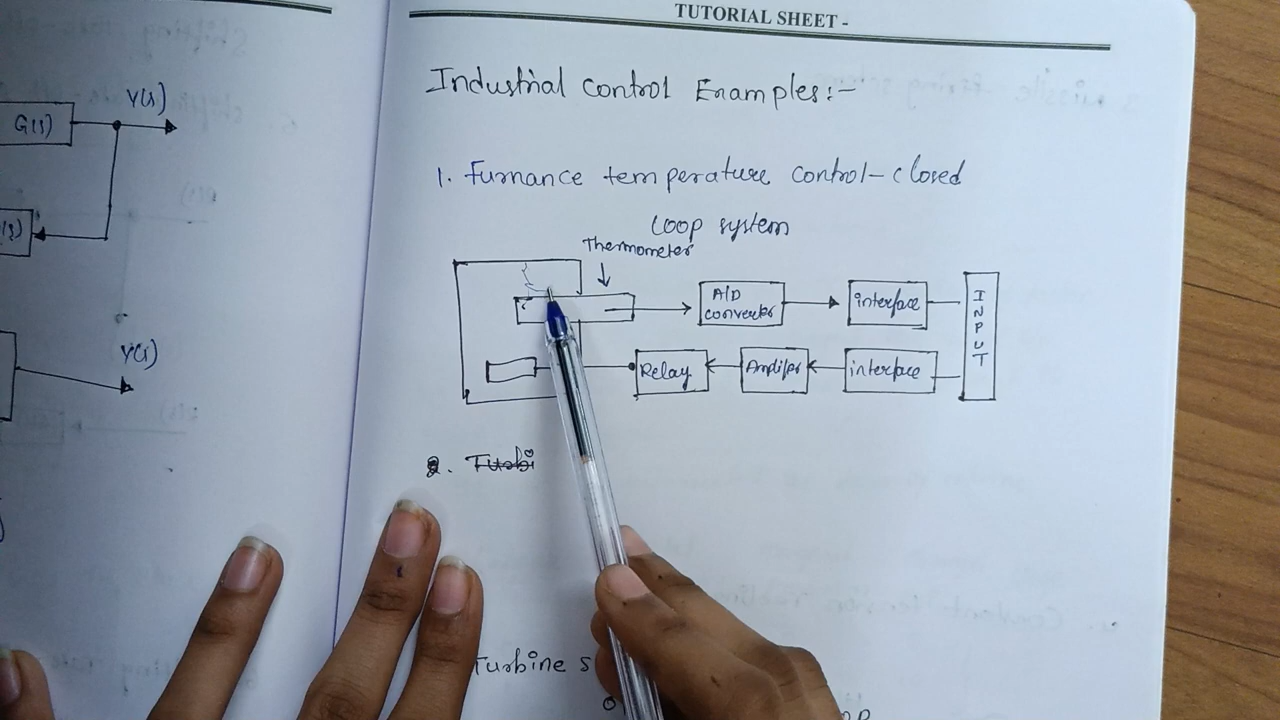 TUTORIAL SHEET -
Industrial Control Examples:-
1. Furnance temperature control-closed
Loop system
Thermometer
A/D
converter
interface
INPUT
Relay
Amplifer
interface
2. Turbi
Turbine s
Y(s)
G(s)
Y(s)